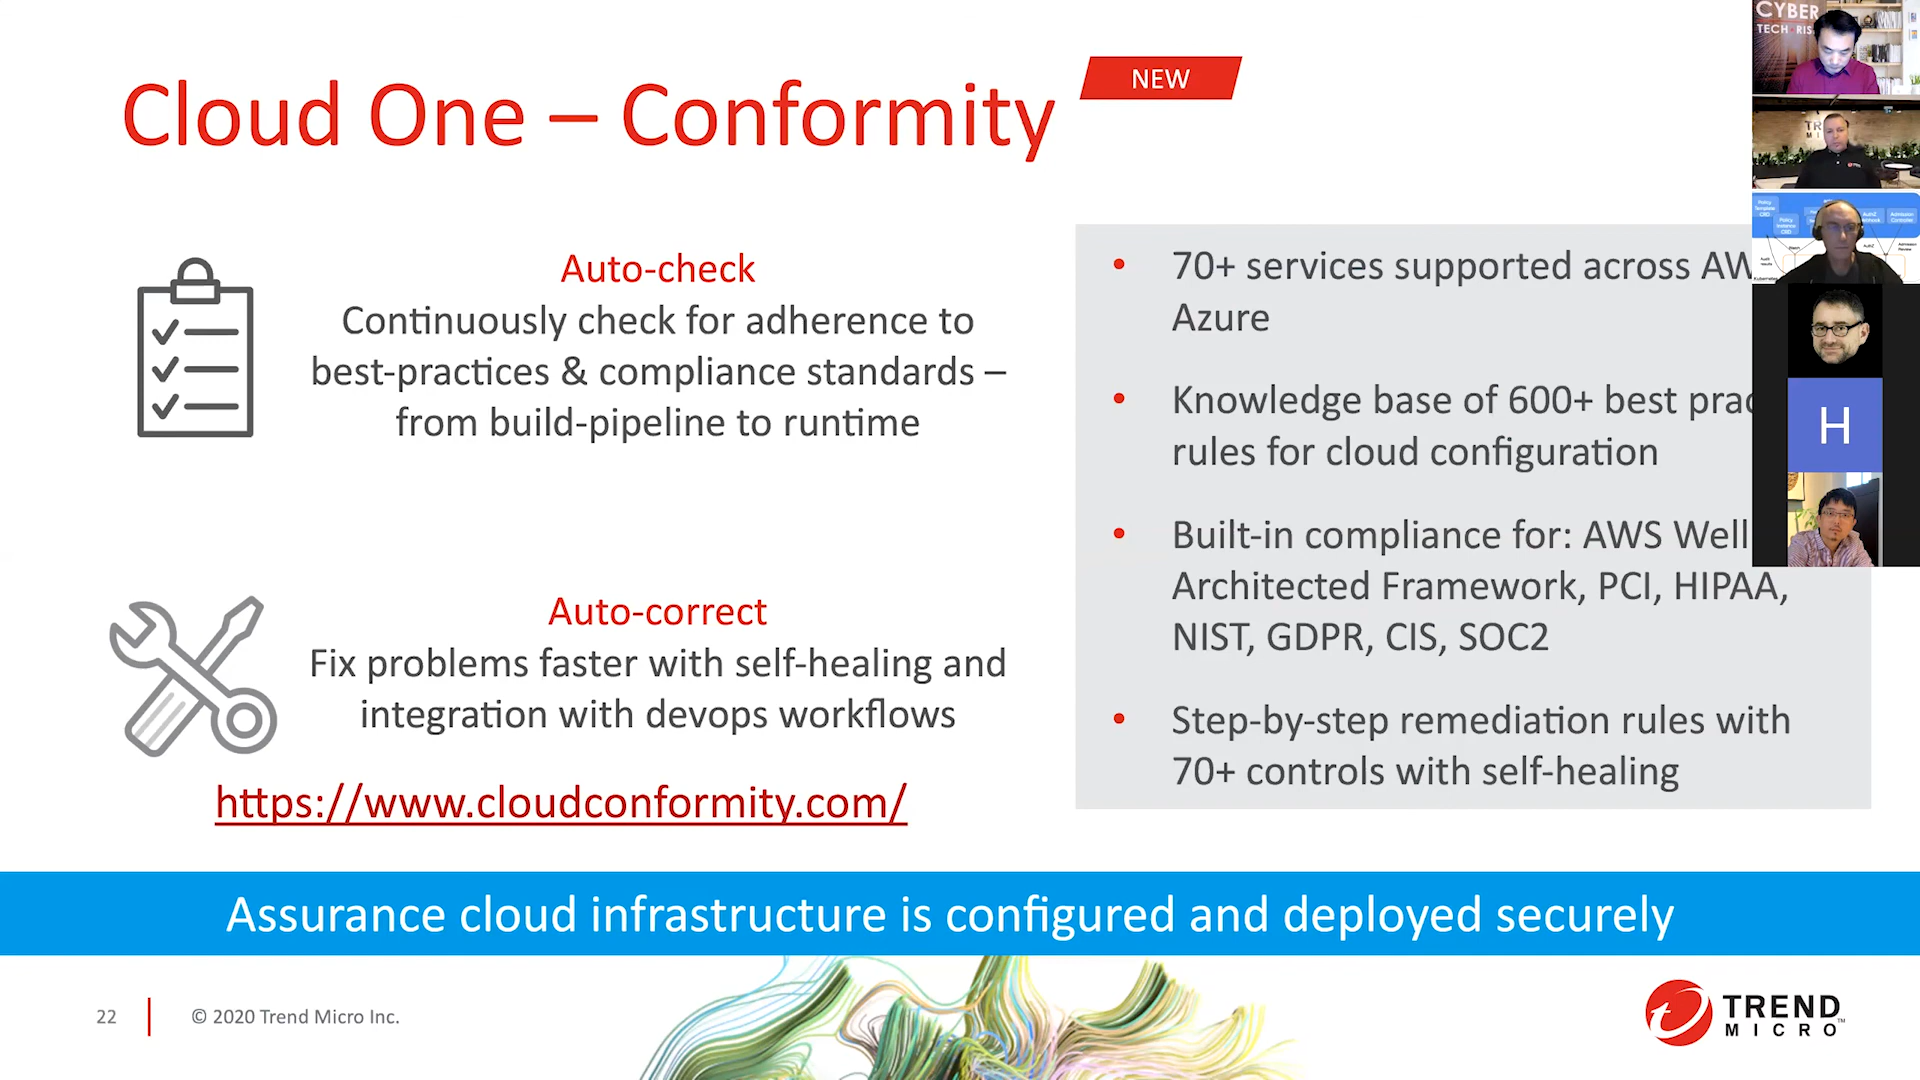 Cloud One – Conformity
NEW
Auto-check
Continuously check for adherence to
best-practices & compliance standards –
from build-pipeline to runtime
Auto-correct
Fix problems faster with self-healing and
integration with devops workflows
https://www.cloudconformity.com/
• 70+ services supported across
Azure
• Knowledge base of 600+ best
rules for cloud configuration
• Built-in compliance for: AWS Well
Architected Framework, PCI, HIPAA,
NIST, GDPR, CIS, SOC2
• Step-by-step remediation rules with
70+ controls with self-healing
Assurance cloud infrastructure is configured and deployed securely
22
© 2020 Trend Micro Inc.
TREND
MICRO™
CYBER
TECH
H